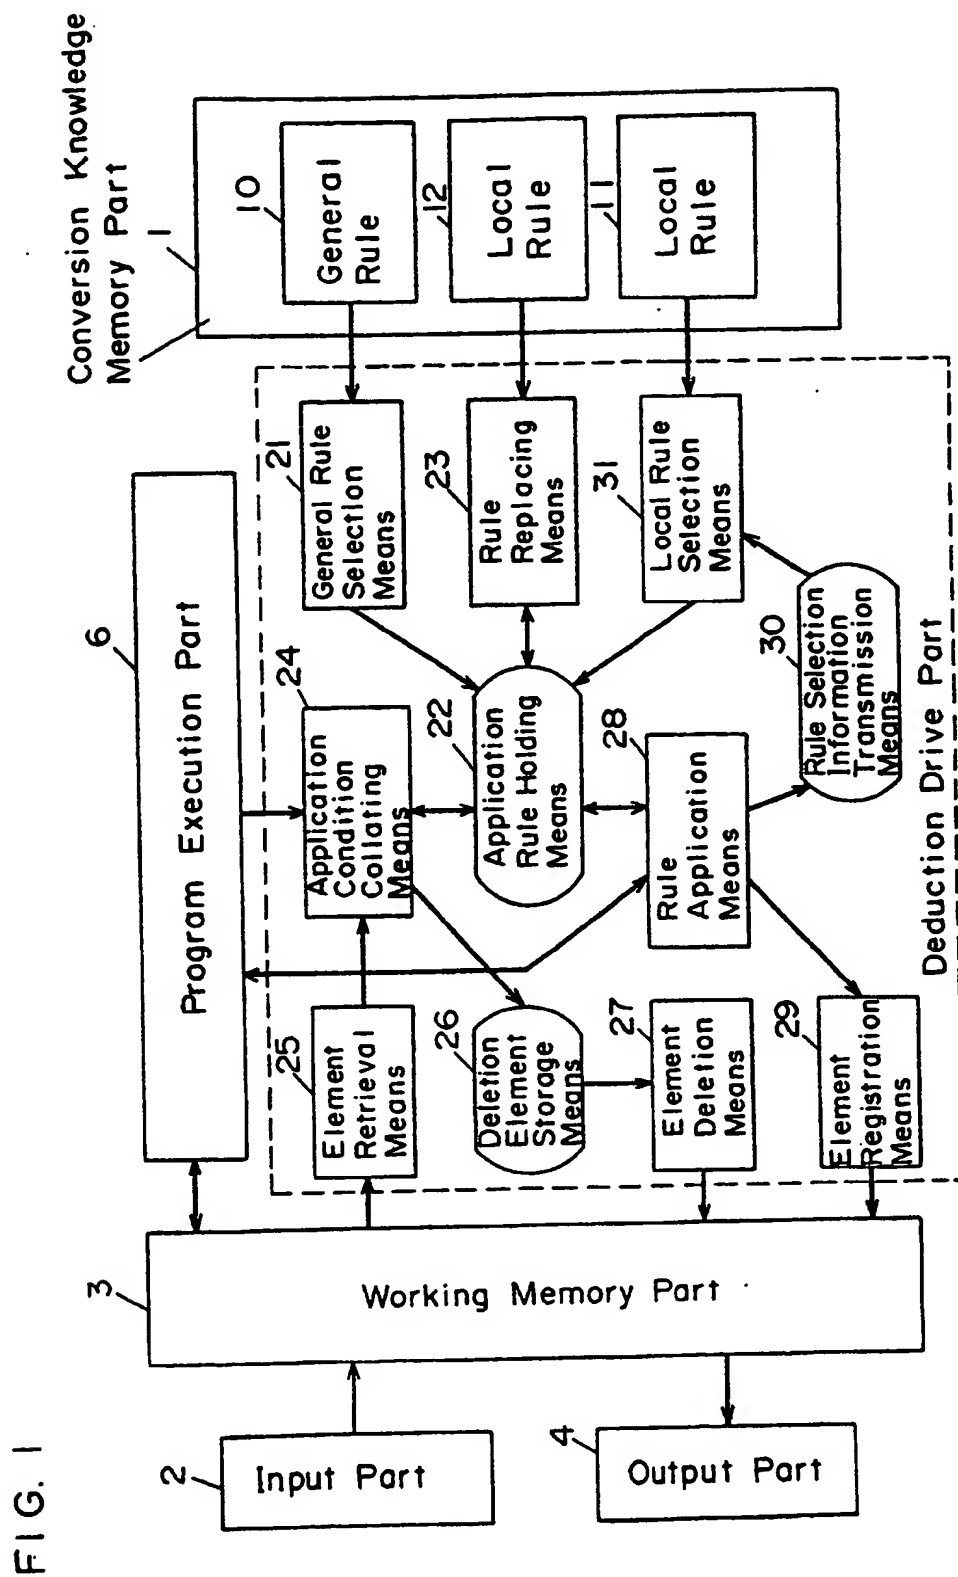 FIG. 1
Conversion Knowledge
Memory Part
1
10
General
Rule
12
Local
Rule
11
Local
Rule
6
Program Execution Part
21
General Rule
Selection
Means
23
Rule
Replacing
Means
31
Local Rule
Selection
Means
24
Application
Condition
Collating
Means
22
Application
Rule Holding
Means
28
Rule
Application
Means
30
Rule Selection
Information
Transmission
Means
25
Element
Retrieval
Means
26
Deletion
Element
Storage
Means
27
Element
Deletion
Means
29
Element
Registration
Means
Deduction Drive Part
3
Working Memory Part
2
Input Part
4
Output Part